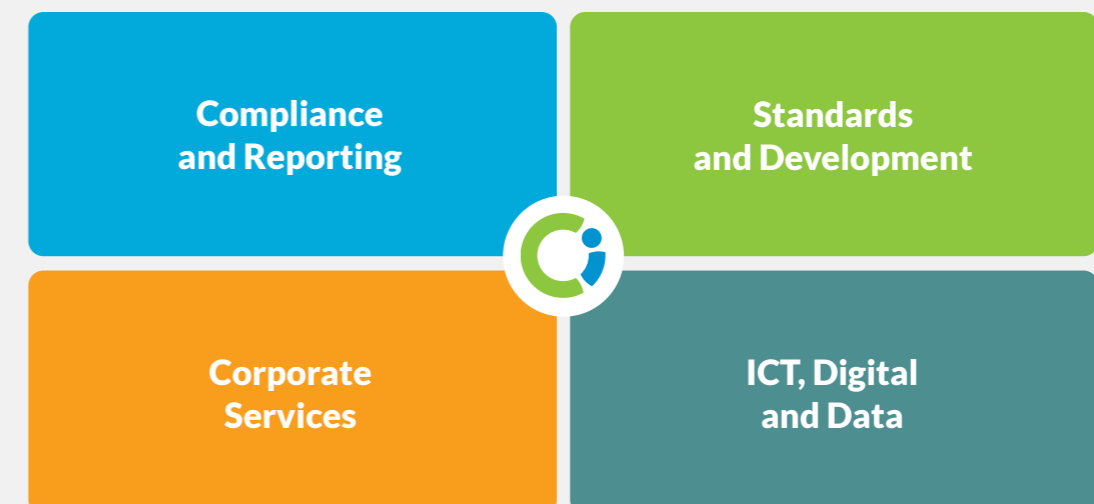 Compliance
and Reporting
Standards
and Development
Corporate
Services
ICT, Digital
and Data